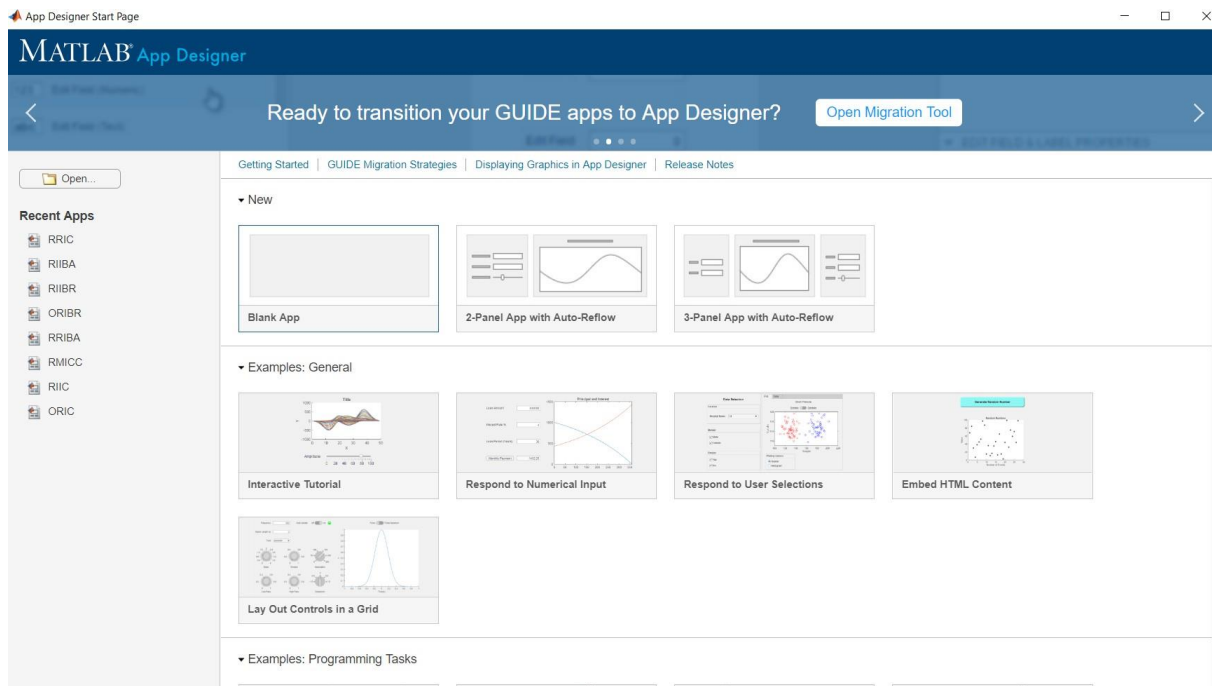 App Designer Start Page
MATLAB® App Designer
Ready to transition your GUIDE apps to App Designer?
Open Migration Tool
Open...
Getting Started | GUIDE Migration Strategies | Displaying Graphics in App Designer | Release Notes
Recent Apps
RRIC
RIIBA
RIIBR
ORIBR
RRIBA
RMICC
RIIC
ORIC
New
Blank App
2-Panel App with Auto-Reflow
3-Panel App with Auto-Reflow
Examples: General
Interactive Tutorial
Respond to Numerical Input
Respond to User Selections
Embed HTML Content
Lay Out Controls in a Grid
Examples: Programming Tasks